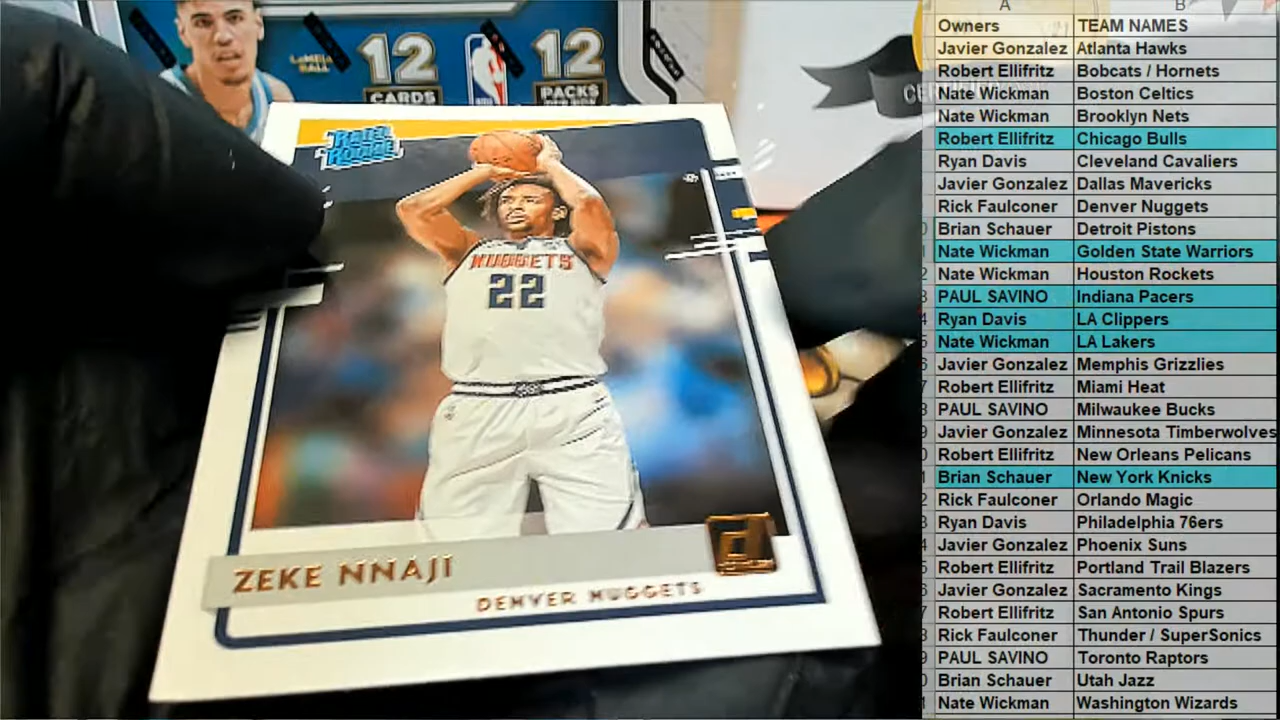 LaMELO
BALL
12
CARDS
12
PACKS
RATED
ROOKIE
NUGGETS
22
ZEKE NNAJI
DENVER NUGGETS
A B
Owners TEAM NAMES
Javier Gonzalez Atlanta Hawks
Robert Ellifritz Bobcats / Hornets
Nate Wickman Boston Celtics
Nate Wickman Brooklyn Nets
Robert Ellifritz Chicago Bulls
Ryan Davis Cleveland Cavaliers
Javier Gonzalez Dallas Mavericks
Rick Faulconer Denver Nuggets
Brian Schauer Detroit Pistons
Nate Wickman Golden State Warriors
Nate Wickman Houston Rockets
PAUL SAVINO Indiana Pacers
Ryan Davis LA Clippers
Nate Wickman LA Lakers
Javier Gonzalez Memphis Grizzlies
Robert Ellifritz Miami Heat
PAUL SAVINO Milwaukee Bucks
Javier Gonzalez Minnesota Timberwolves
Robert Ellifritz New Orleans Pelicans
Brian Schauer New York Knicks
Rick Faulconer Orlando Magic
Ryan Davis Philadelphia 76ers
Javier Gonzalez Phoenix Suns
Robert Ellifritz Portland Trail Blazers
Javier Gonzalez Sacramento Kings
Robert Ellifritz San Antonio Spurs
Rick Faulconer Thunder / SuperSonics
PAUL SAVINO Toronto Raptors
Brian Schauer Utah Jazz
Nate Wickman Washington Wizards